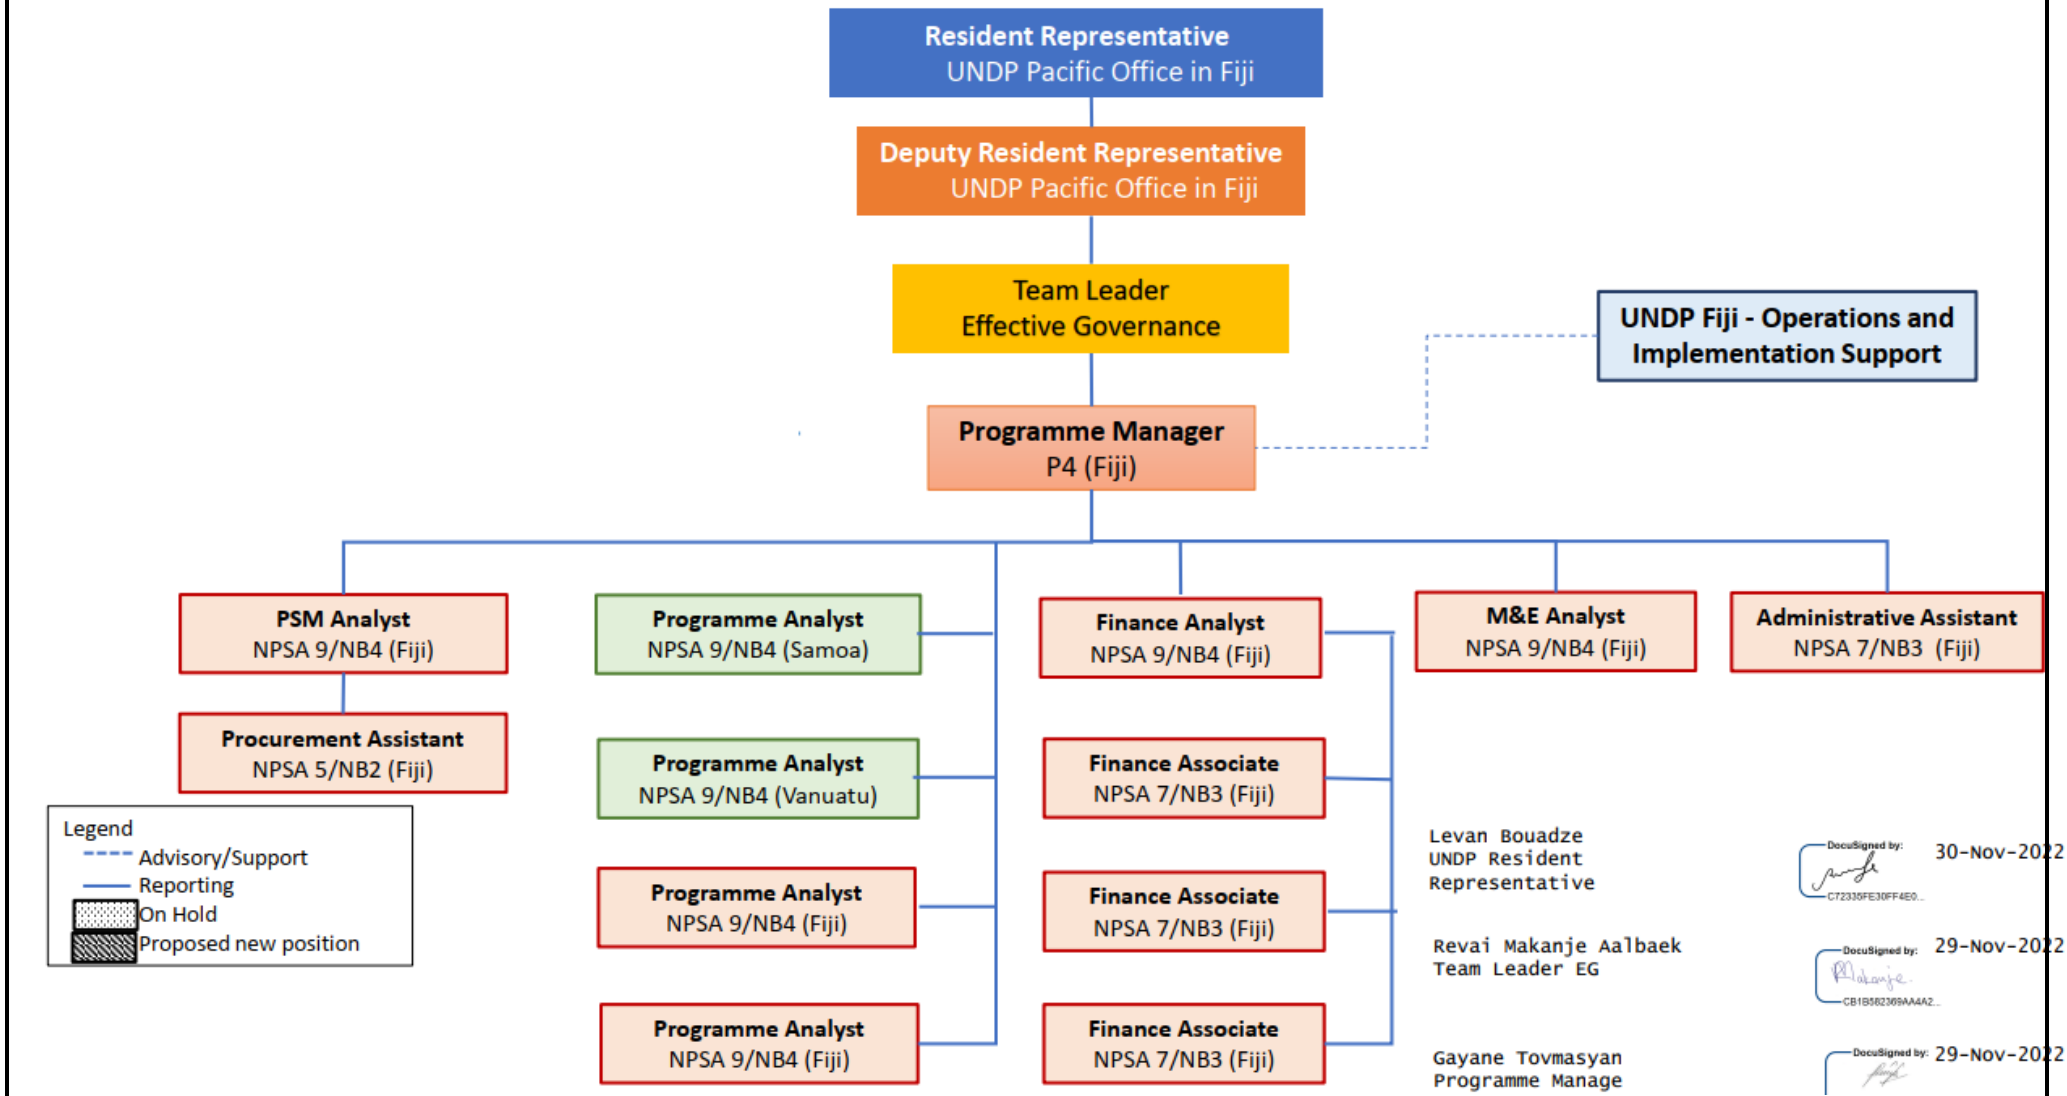 Resident Representative
UNDP Pacific Office in Fiji
Deputy Resident Representative
UNDP Pacific Office in Fiji
Team Leader
Effective Governance
UNDP Fiji - Operations and
Implementation Support
Programme Manager
P4 (Fiji)
PSM Analyst
NPSA 9/NB4 (Fiji)
Programme Analyst
NPSA 9/NB4 (Samoa)
Finance Analyst
NPSA 9/NB4 (Fiji)
M&E Analyst
NPSA 9/NB4 (Fiji)
Administrative Assistant
NPSA 7/NB3 (Fiji)
Procurement Assistant
NPSA 5/NB2 (Fiji)
Programme Analyst
NPSA 9/NB4 (Vanuatu)
Finance Associate
NPSA 7/NB3 (Fiji)
Legend
Advisory/Support
Reporting
On Hold
Proposed new position
Programme Analyst
NPSA 9/NB4 (Fiji)
Finance Associate
NPSA 7/NB3 (Fiji)
Programme Analyst
NPSA 9/NB4 (Fiji)
Finance Associate
NPSA 7/NB3 (Fiji)
Levan Bouadze
UNDP Resident
Representative
DocuSigned by:
30-Nov-2022
C72335FE30FF4E0...
Revai Makanje Aalbaek
Team Leader EG
DocuSigned by:
29-Nov-2022
RMakanje.
CB1B582369AA4A2...
Gayane Tovmasyan
Programme Manage
DocuSigned by:
29-Nov-2022